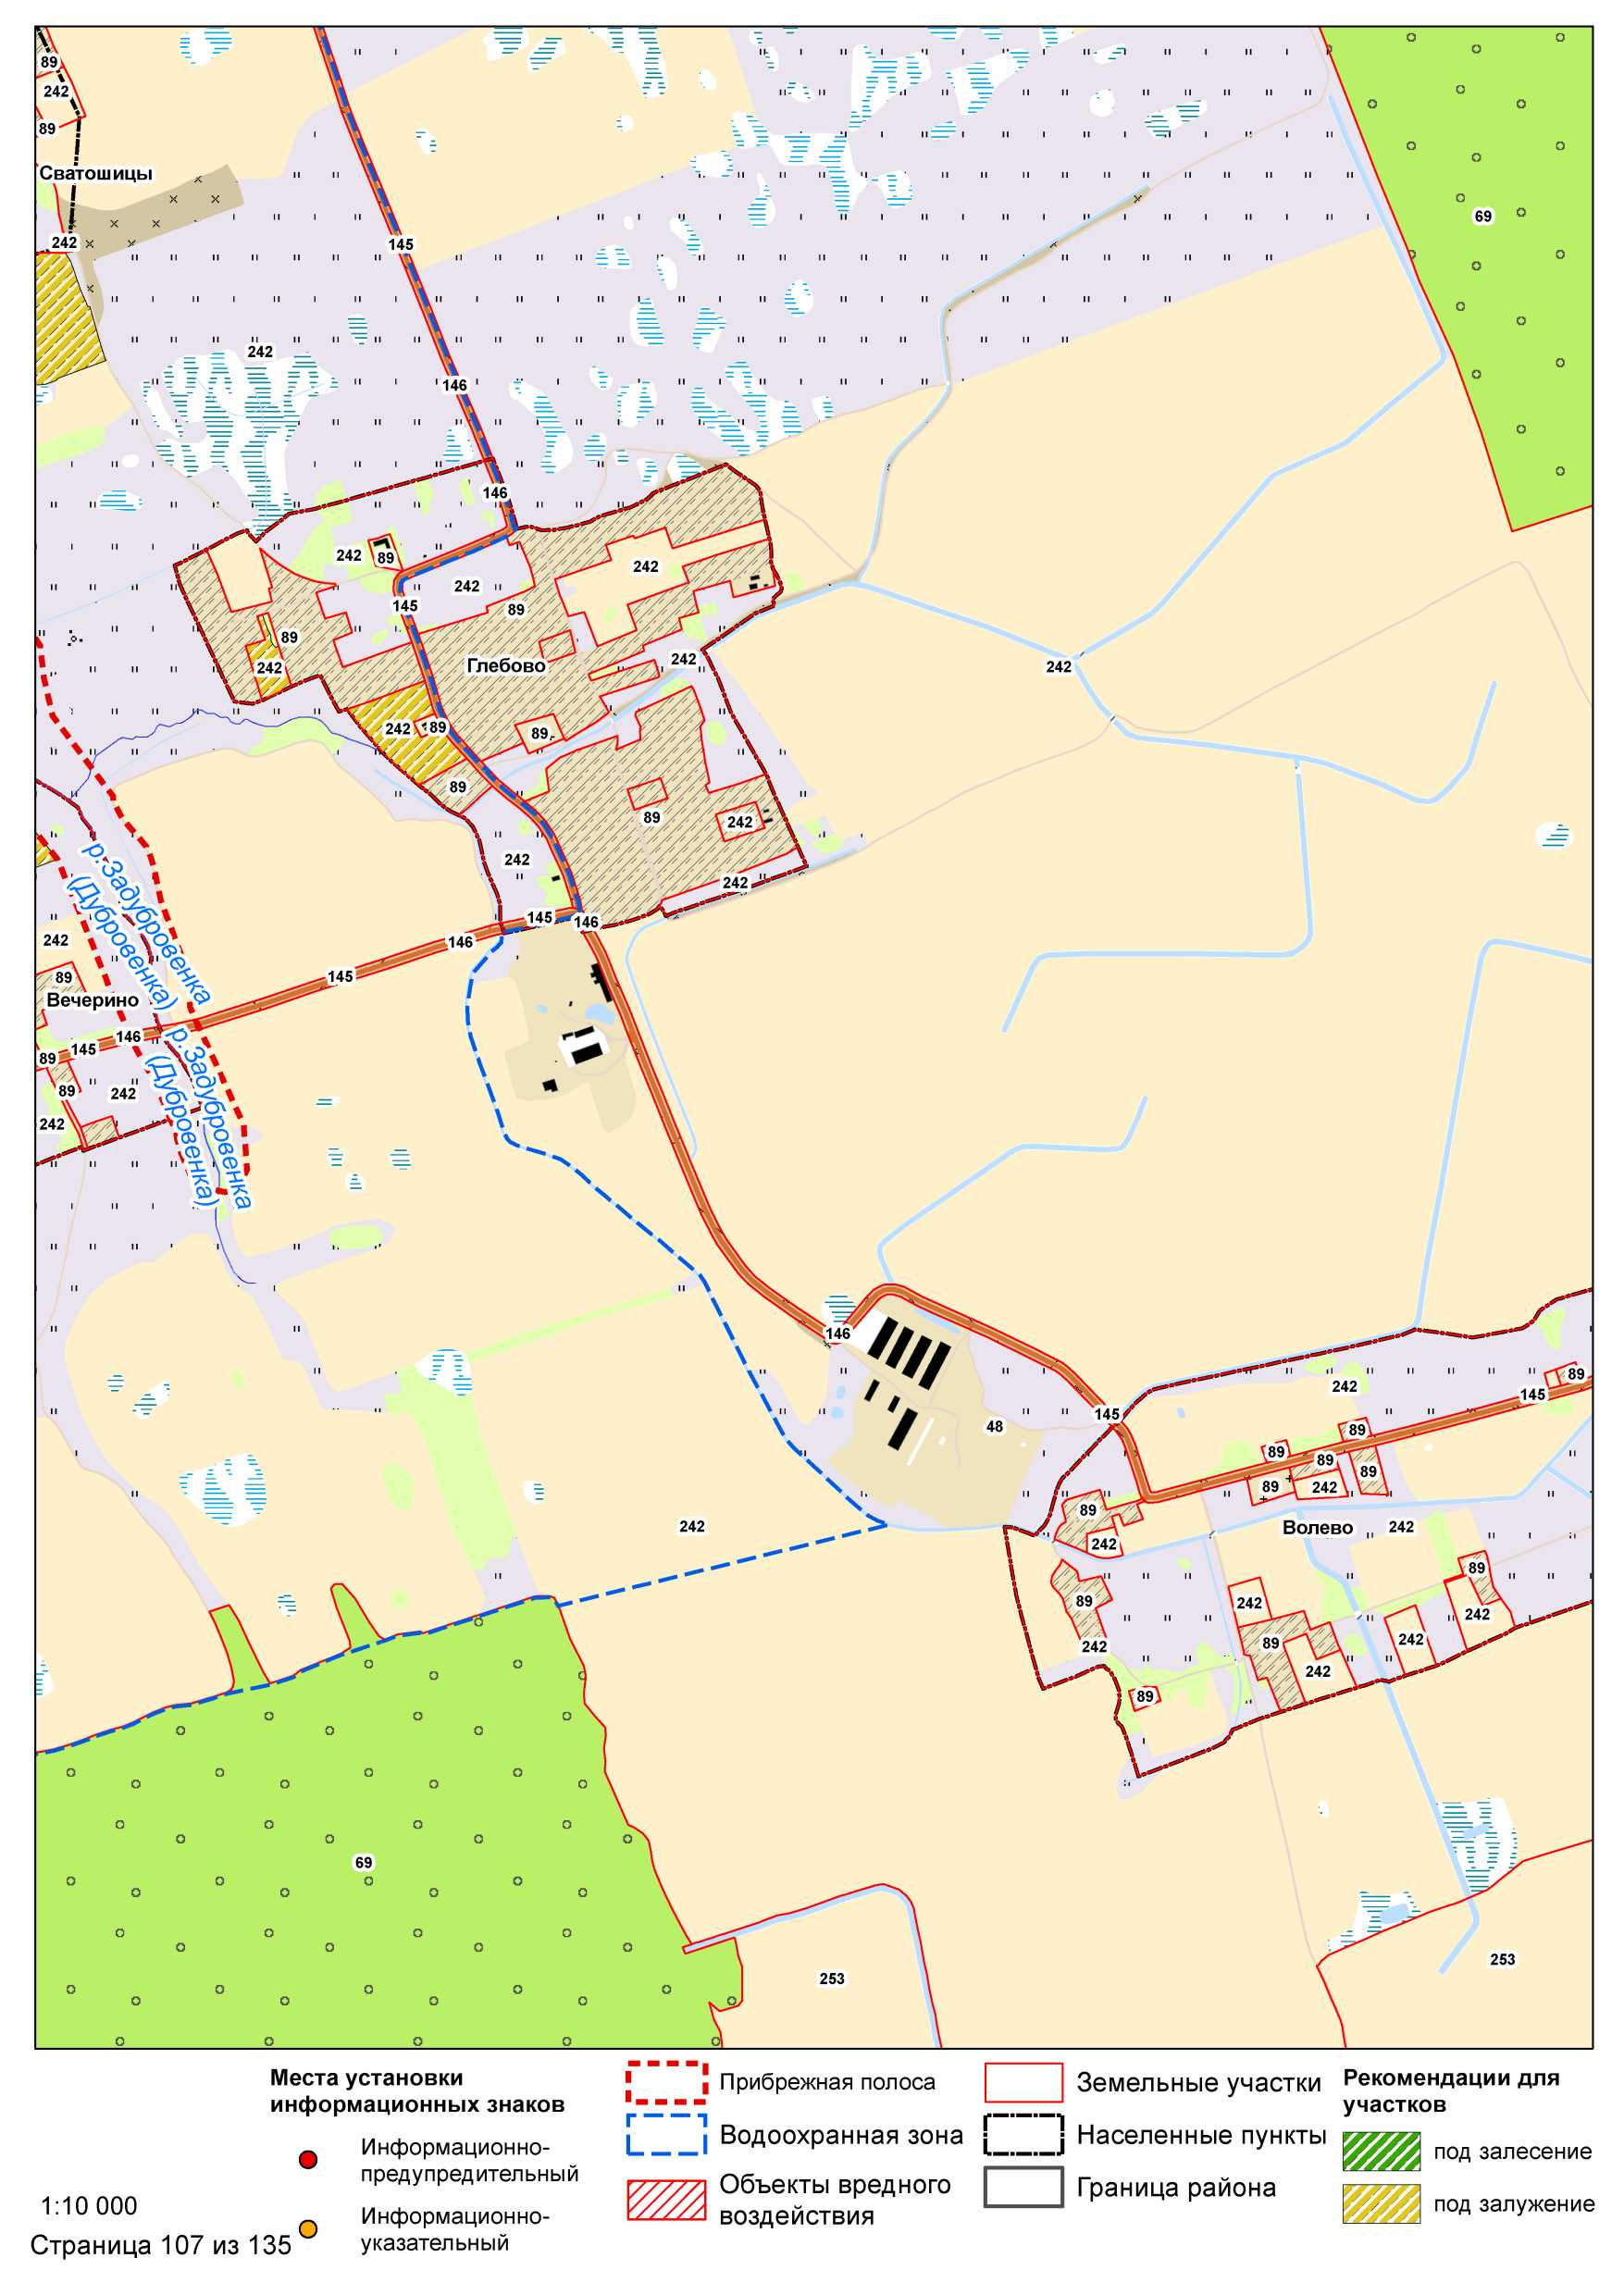 89
242
89
Сватошицы
242
69
145
242
146
146
242
89
242
242
145
89
89
242
Глебово
242
242
242
89
89
89
89
242
242
242
145
146
146
145
р.Задубровенка
(Дубровенка)
242
89
Вечерино
146
145
89
89
242
242
р.Задубровенка
(Дубровенка)
146
145
48
242
89
145
89
89
89
89
89
242
242
Волево
242
89
242
89
242
242
89
242
242
89
242
89
69
253
253
Места установки
информационных знаков
Информационно-
предупредительный
Информационно-
указательный
Прибрежная полоса
Водоохранная зона
Объекты вредного
воздействия
Земельные участки
Населенные пункты
Граница района
Рекомендации для
участков
под залесение
под залужение
1:10 000
Страница 107 из 135